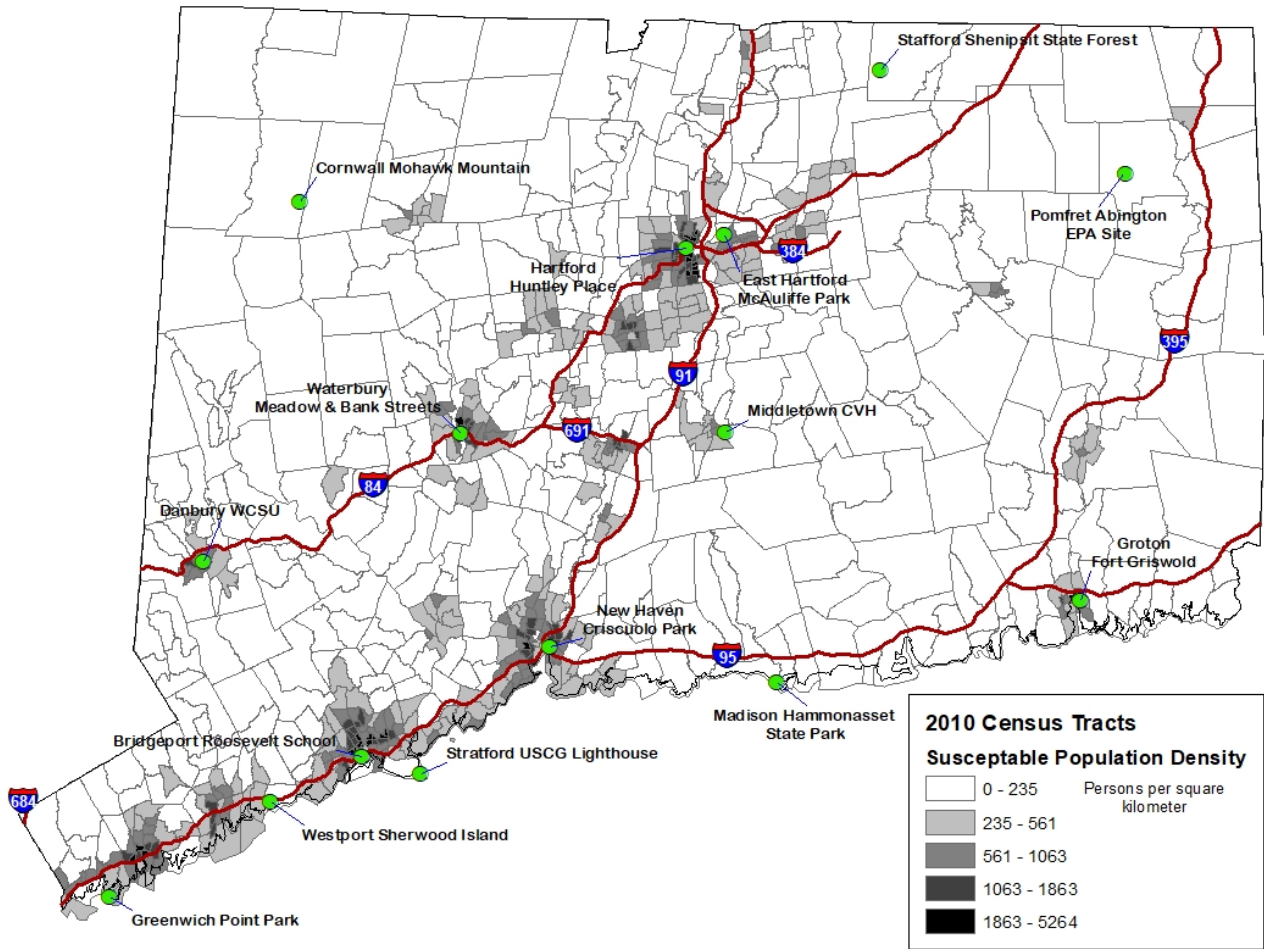 Stafford Shenipsit State Forest
Cornwall Mohawk Mountain
Pomfret Abington
EPA Site
Hartford
Huntley Place
384
East Hartford
McAuliffe Park
395
91
Waterbury
Meadow & Bank Streets
Middletown CVH
691
84
Danbury WCSU
Groton
Fort Griswold
New Haven
Criscuolo Park
95
Madison Hammonasset
State Park
Bridgeport Roosevelt School
Stratford USCG Lighthouse
684
Westport Sherwood Island
Greenwich Point Park
2010 Census Tracts
Susceptable Population Density
0 - 235 Persons per square
kilometer
235 - 561
561 - 1063
1063 - 1863
1863 - 5264